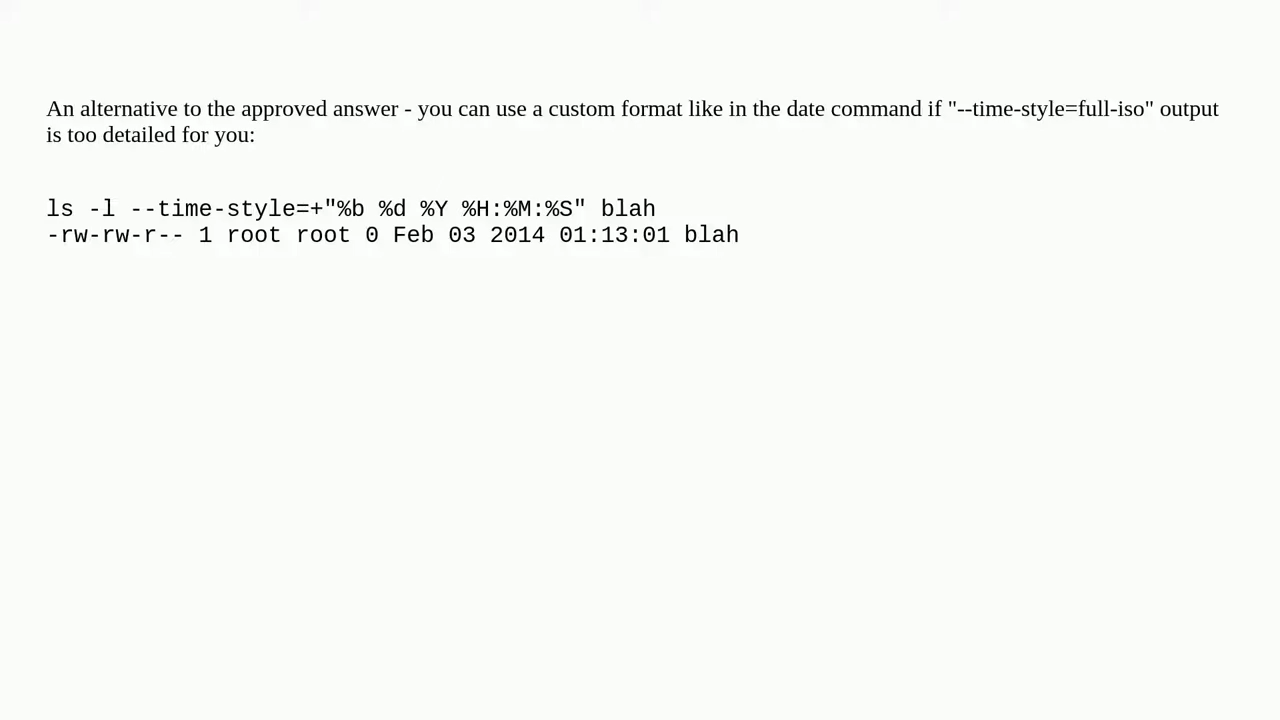 An alternative to the approved answer - you can use a custom format like in the date command if "--time-style=full-iso" output
is too detailed for you:
ls -l --time-style=+"%b %d %Y %H:%M:%S" blah
-rw-rw-r-- 1 root root 0 Feb 03 2014 01:13:01 blah